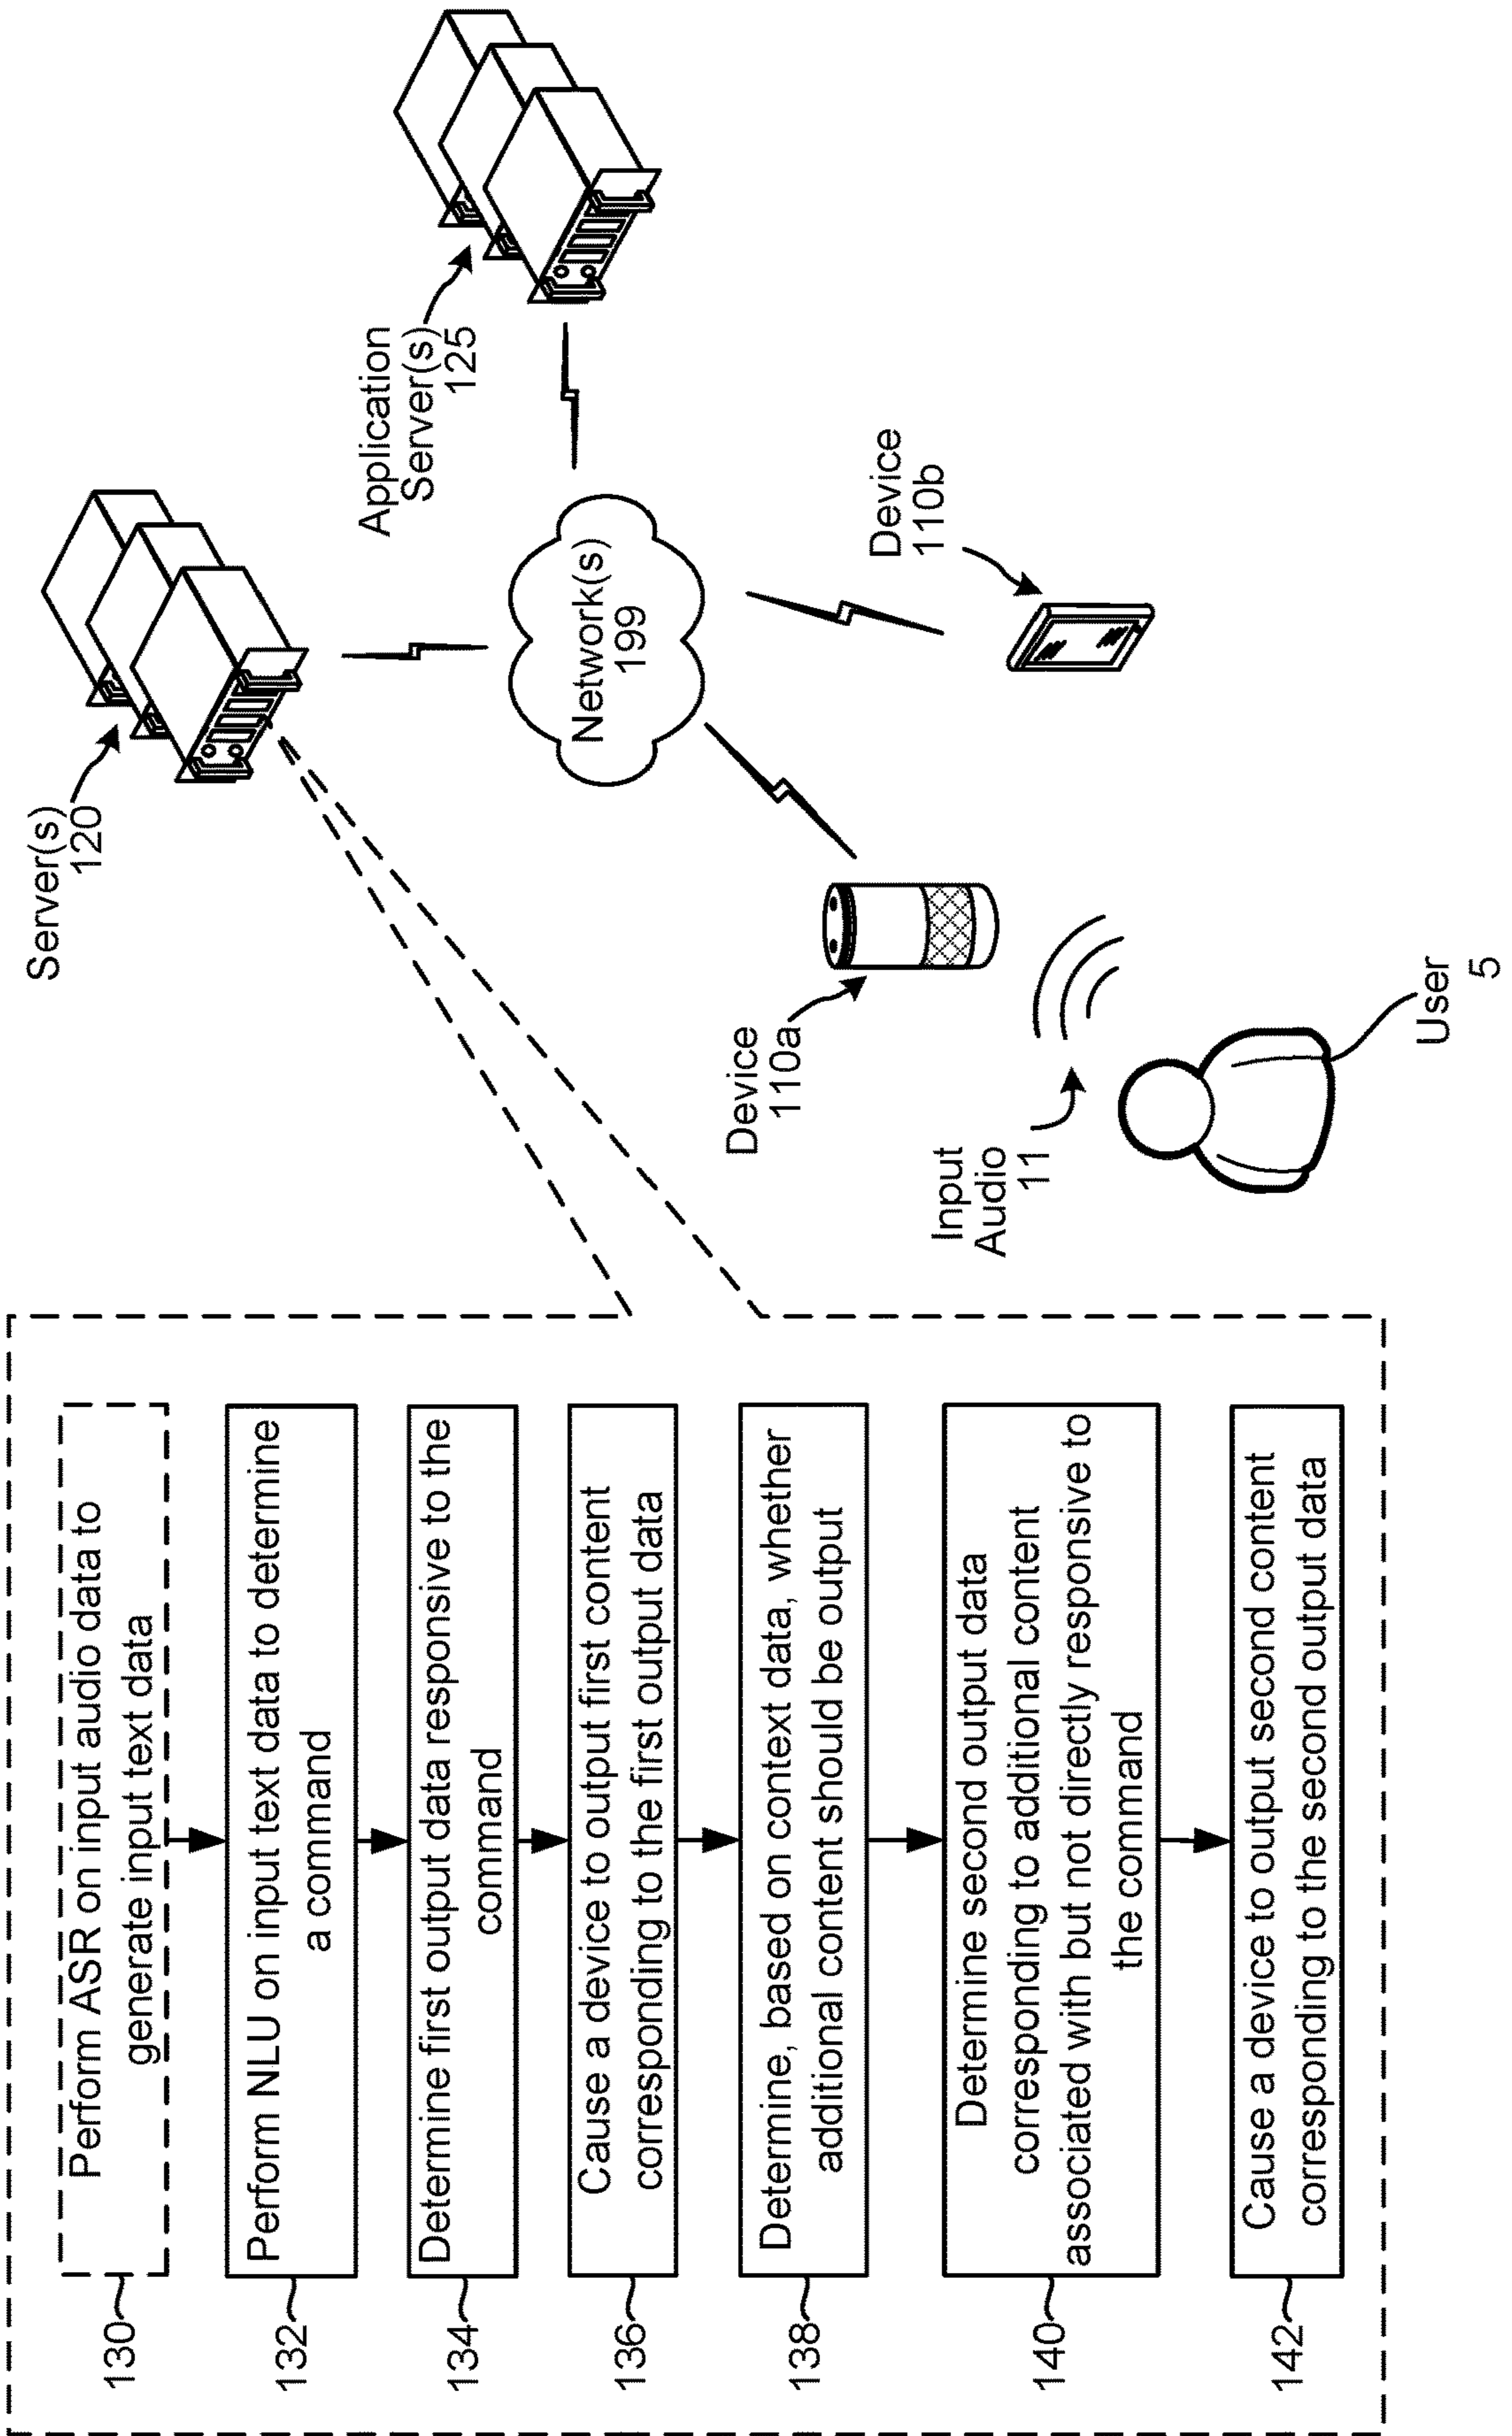 130
Perform ASR on input audio data to
generate input text data
132
Perform NLU on input text data to determine
a command
134
Determine first output data responsive to the
command
136
Cause a device to output first content
corresponding to the first output data
138
Determine, based on context data, whether
additional content should be output
140
Determine second output data
corresponding to additional content
associated with but not directly responsive to
the command
142
Cause a device to output second content
corresponding to the second output data
Server(s)
120
Application
Server(s)
125
Network(s)
199
Device
110a
Device
110b
Input
Audio
11
User
5